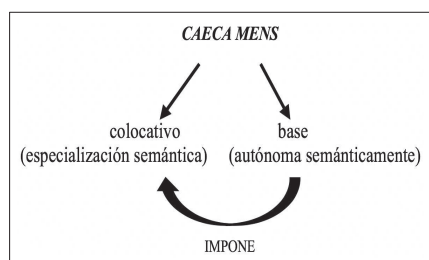 CAECA MENS
colocativo base
(especialización semántica) (autónoma semánticamente)
IMPONE